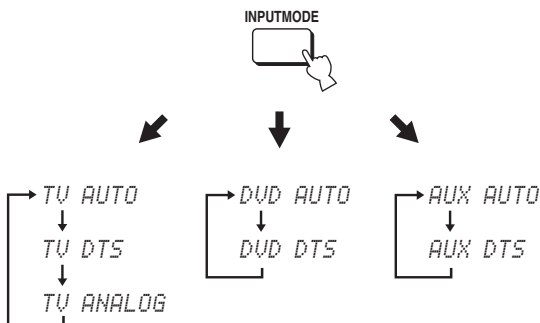 INPUTMODE
TV AUTO
TV DTS
TV ANALOG
DVD AUTO
DVD DTS
AUX AUTO
AUX DTS